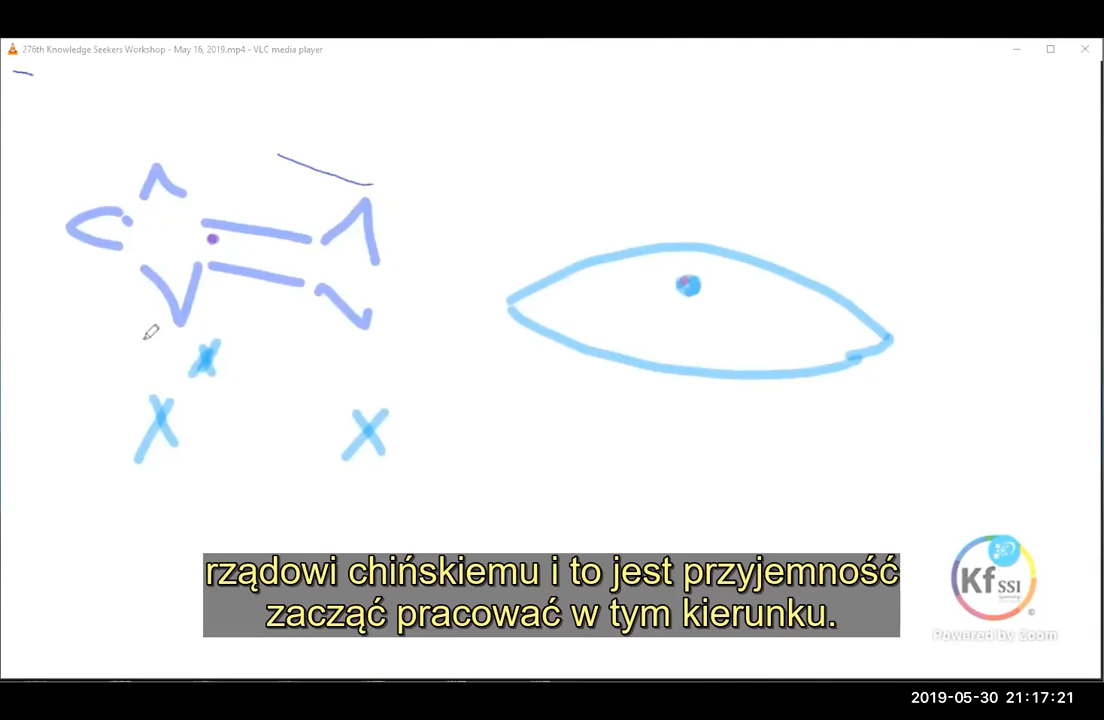 276th Knowledge Seekers Workshop - May 16, 2019.mp4 - VLC media player
X
X X
rządowi chińskiemu i to jest przyjemność
zacząć pracować w tym kierunku.
Kf SSI
©
Powered by Zoom
2019-05-30 21:17:21